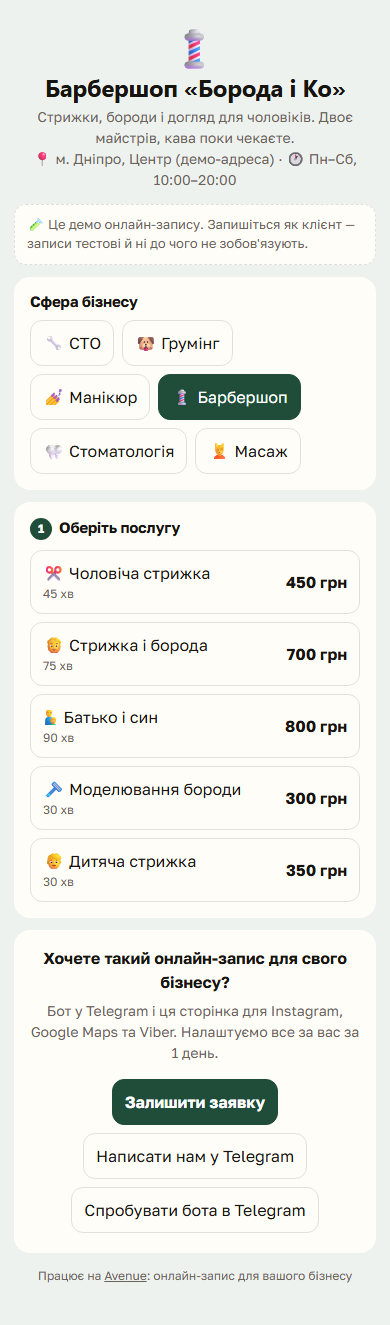 Барбершоп «Борода і Ко»
Стрижки, бороди і догляд для чоловіків. Двоє
майстрів, кава поки чекаєте.
📍 м. Дніпро, Центр (демо-адреса) · 🕐 Пн–Сб,
10:00–20:00
🧪 Це демо онлайн-запису. Запишіться як клієнт —
записи тестові й ні до чого не зобов'язують.
Сфера бізнесу
🔧 СТО
🐶 Грумінг
💅 Манікюр
💈 Барбершоп
🦷 Стоматологія
💆 Масаж
1 Оберіть послугу
✂️ Чоловіча стрижка
45 хв
450 грн
🧔 Стрижка і борода
75 хв
700 грн
👨‍👦 Батько і син
90 хв
800 грн
🪒 Моделювання бороди
30 хв
300 грн
👦 Дитяча стрижка
30 хв
350 грн
Хочете такий онлайн-запис для свого
бізнесу?
Бот у Telegram і ця сторінка для Instagram,
Google Maps та Viber. Налаштуємо все за вас за
1 день.
Залишити заявку
Написати нам у Telegram
Спробувати бота в Telegram
Працює на Avenue: онлайн-запис для вашого бізнесу